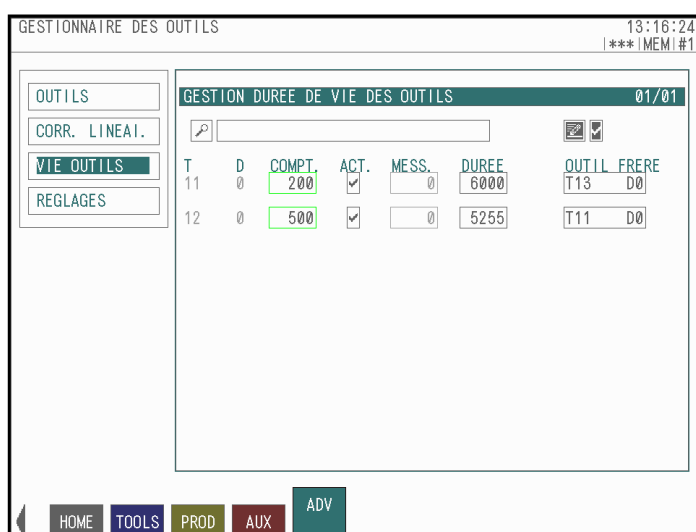 GESTIONNAIRE DES OUTILS 13:16:24
|***|MEM|#1
OUTILS
CORR. LINEAI.
VIE OUTILS
REGLAGES
GESTION DUREE DE VIE DES OUTILS 01/01
T D COMPT. ACT. MESS. DUREE OUTIL FRERE
11 0 200 0 6000 T13 D0
12 0 500 0 5255 T11 D0
HOME TOOLS PROD AUX ADV